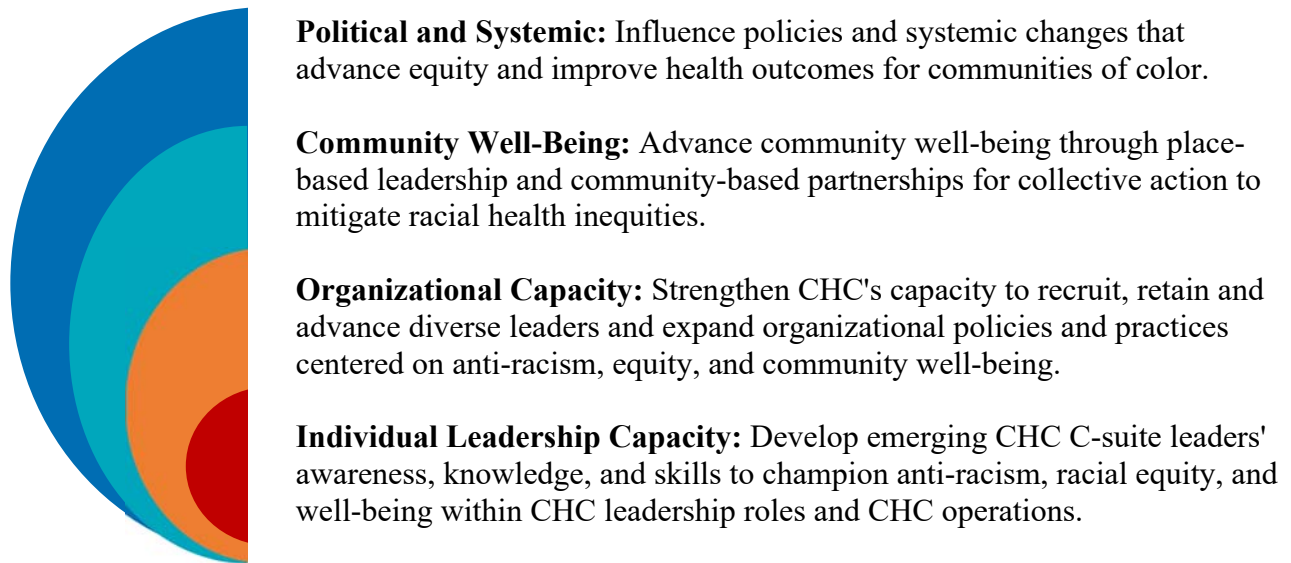 Political and Systemic: Influence policies and systemic changes that
advance equity and improve health outcomes for communities of color.
Community Well-Being: Advance community well-being through place-
based leadership and community-based partnerships for collective action to
mitigate racial health inequities.
Organizational Capacity: Strengthen CHC's capacity to recruit, retain and
advance diverse leaders and expand organizational policies and practices
centered on anti-racism, equity, and community well-being.
Individual Leadership Capacity: Develop emerging CHC C-suite leaders'
awareness, knowledge, and skills to champion anti-racism, racial equity, and
well-being within CHC leadership roles and CHC operations.